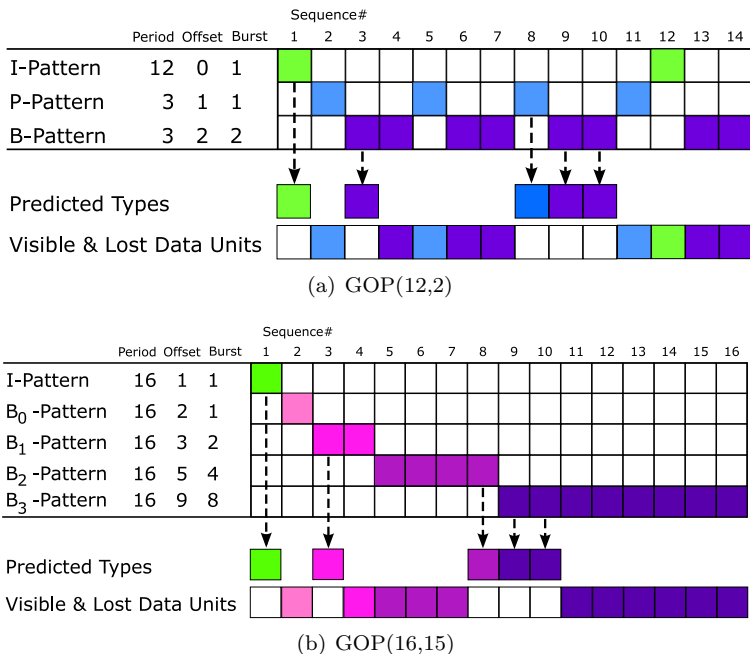 Sequence#
Period Offset Burst 1 2 3 4 5 6 7 8 9 10 11 12 13 14
I-Pattern 12 0 1
P-Pattern 3 1 1
B-Pattern 3 2 2
Predicted Types
Visible & Lost Data Units
(a) GOP(12,2)
Sequence#
Period Offset Burst 1 2 3 4 5 6 7 8 9 10 11 12 13 14 15 16
I-Pattern 16 1 1
B0 -Pattern 16 2 1
B1 -Pattern 16 3 2
B2 -Pattern 16 5 4
B3 -Pattern 16 9 8
Predicted Types
Visible & Lost Data Units
(b) GOP(16,15)